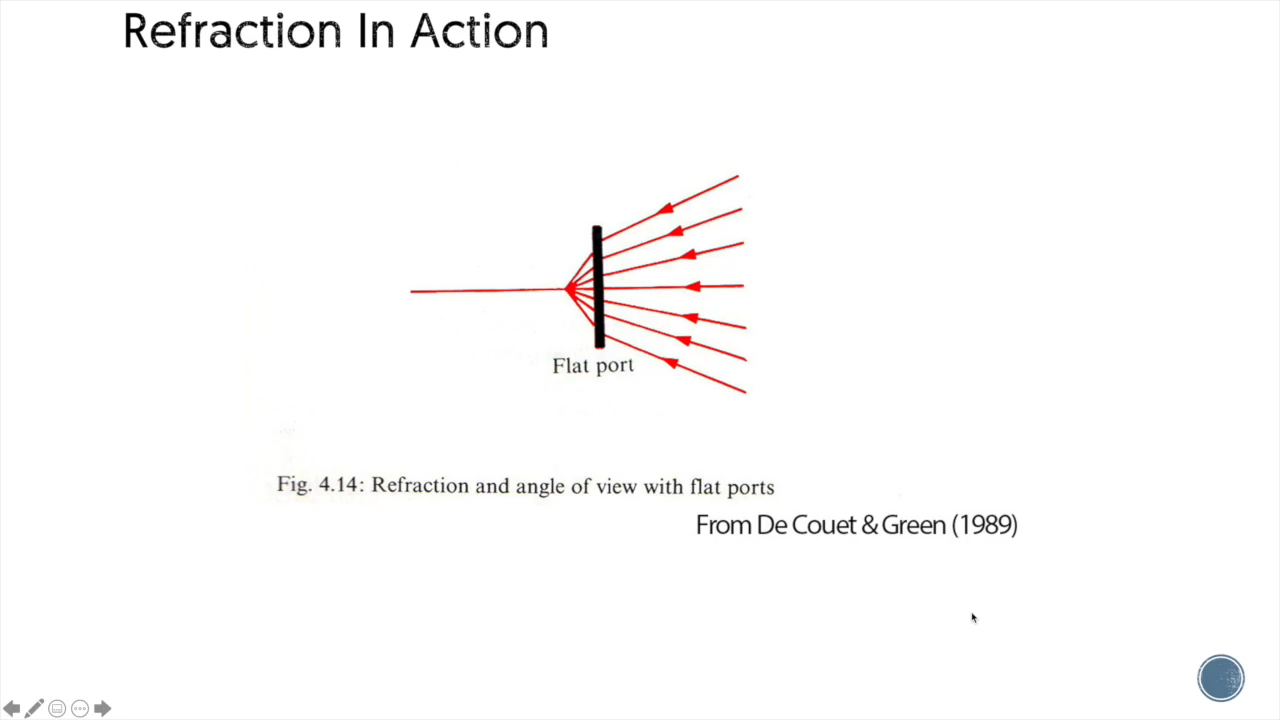 Refraction In Action
Flat port
Fig. 4.14: Refraction and angle of view with flat ports
From De Couet & Green (1989)